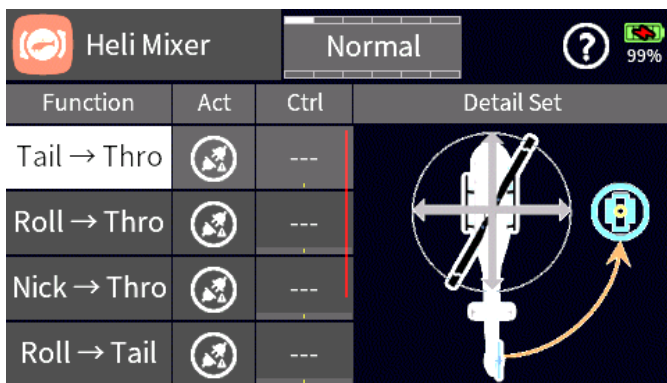 Heli Mixer
Normal
?
99%
Function Act Ctrl Detail Set
Tail → Thro ---
Roll → Thro ---
Nick → Thro ---
Roll → Tail ---